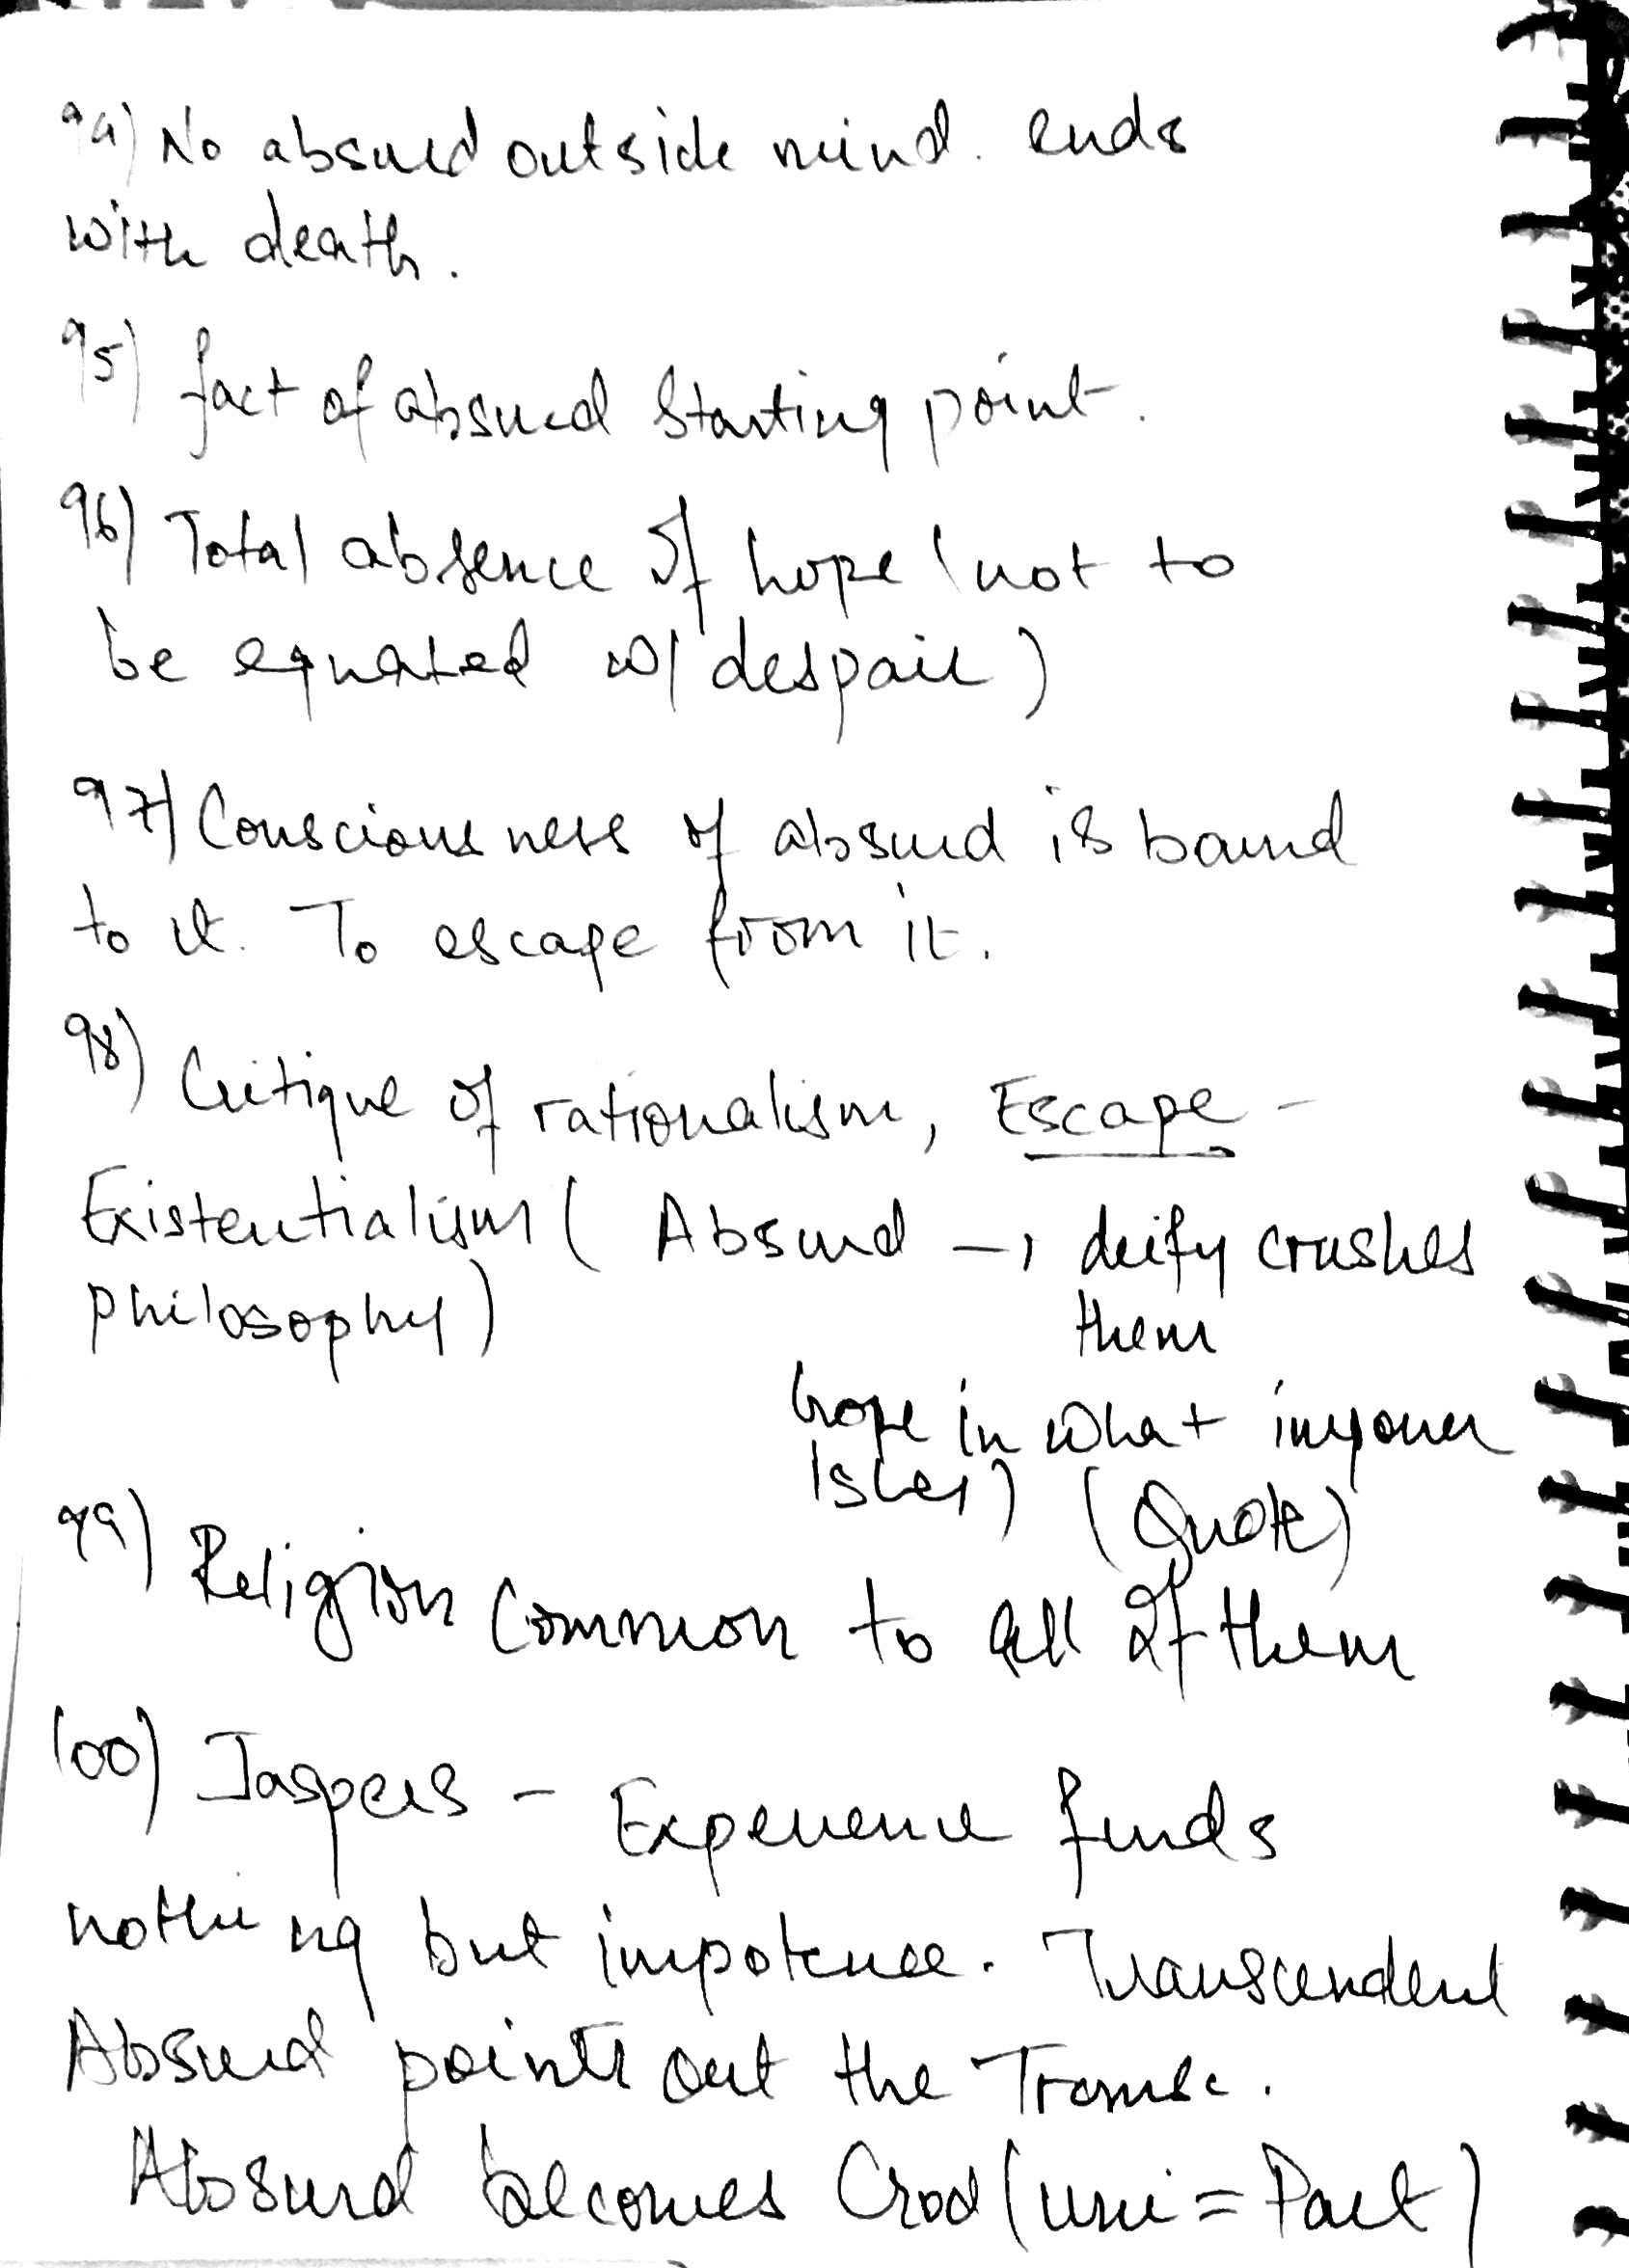 94) No absurd outside mind. ends
with death.
95) fact of absurd starting point.
96) Total absence of hope (not to
be equated w/ despair)
97) Consciousness of absurd is bound
to it. To escape from it.
98) Critique of rationalism, Escape -
Existentialism ( Absurd → deify crushes
philosophy)
them
hope in what impover
ishes) (Quote)
99) Religion common to all of them
100) Jaspers - Experience finds
nothing but impotence. Transcendent
Absurd points out the Transc.
Absurd becomes God (uni = Part)